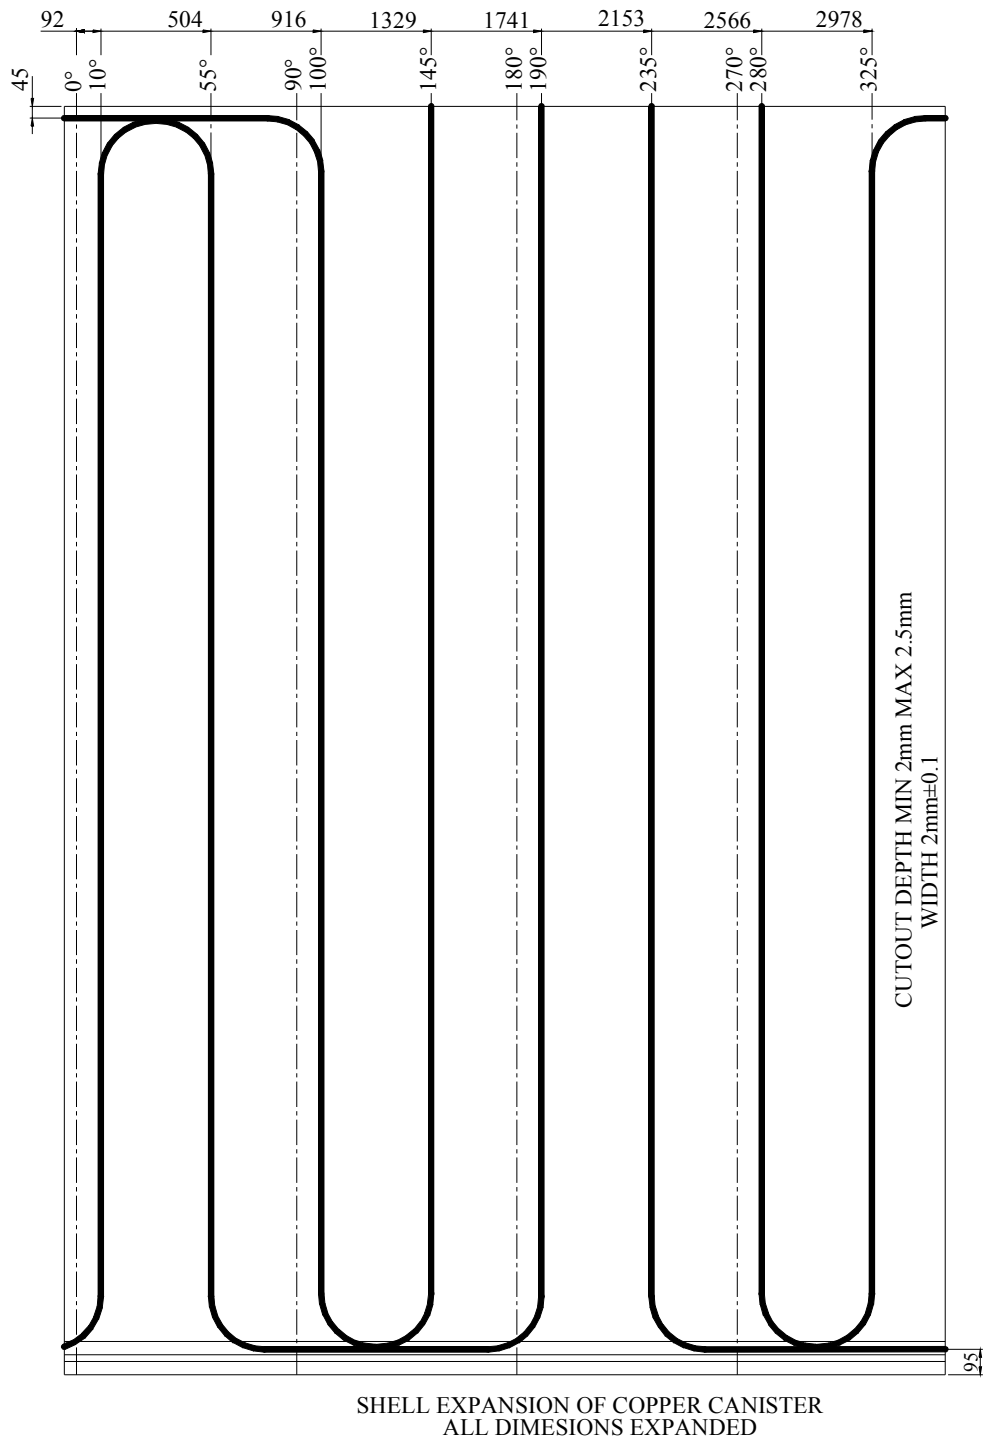 92 504 916 1329 1741 2153 2566 2978
45
0° 10° 55° 90° 100° 145° 180° 190° 235° 270° 280° 325°
CUTOUT DEPTH MIN 2mm MAX 2.5mm
WIDTH 2mm±0.1
95
SHELL EXPANSION OF COPPER CANISTER
ALL DIMESIONS EXPANDED